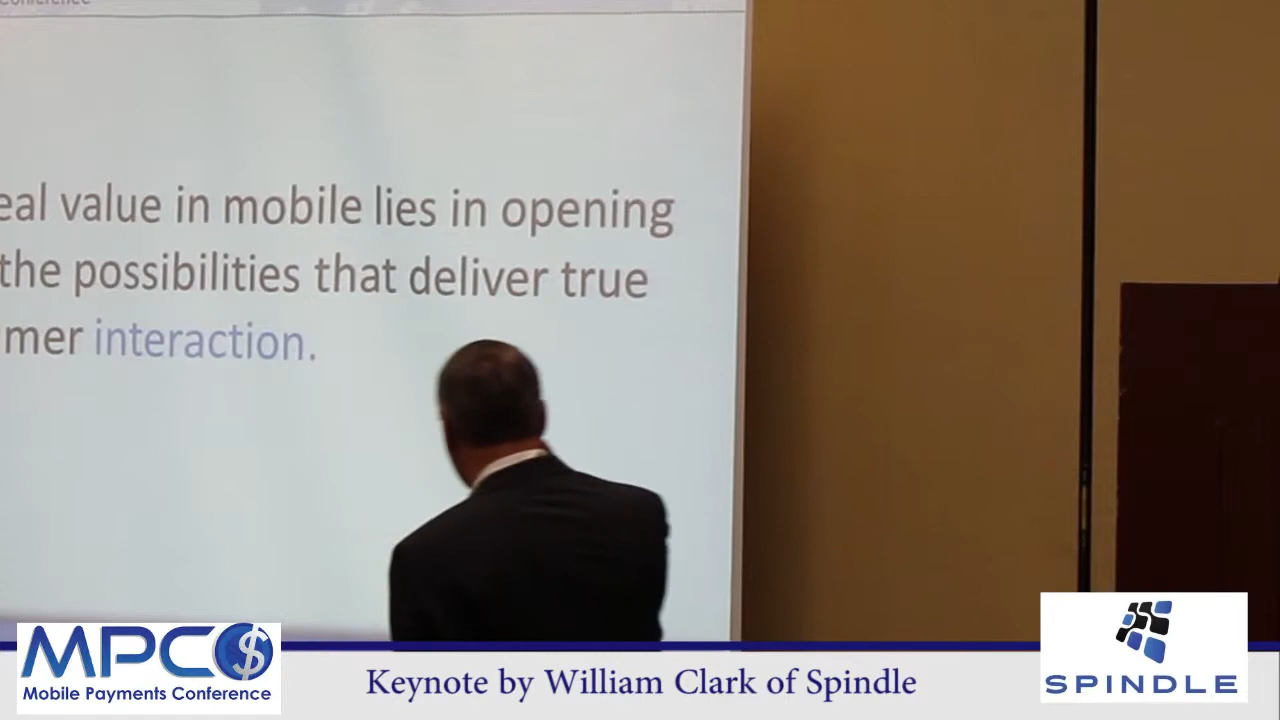 Conference
eal value in mobile lies in opening
the possibilities that deliver true
mer interaction.
MPC$
Mobile Payments Conference
Keynote by William Clark of Spindle
SPINDLE